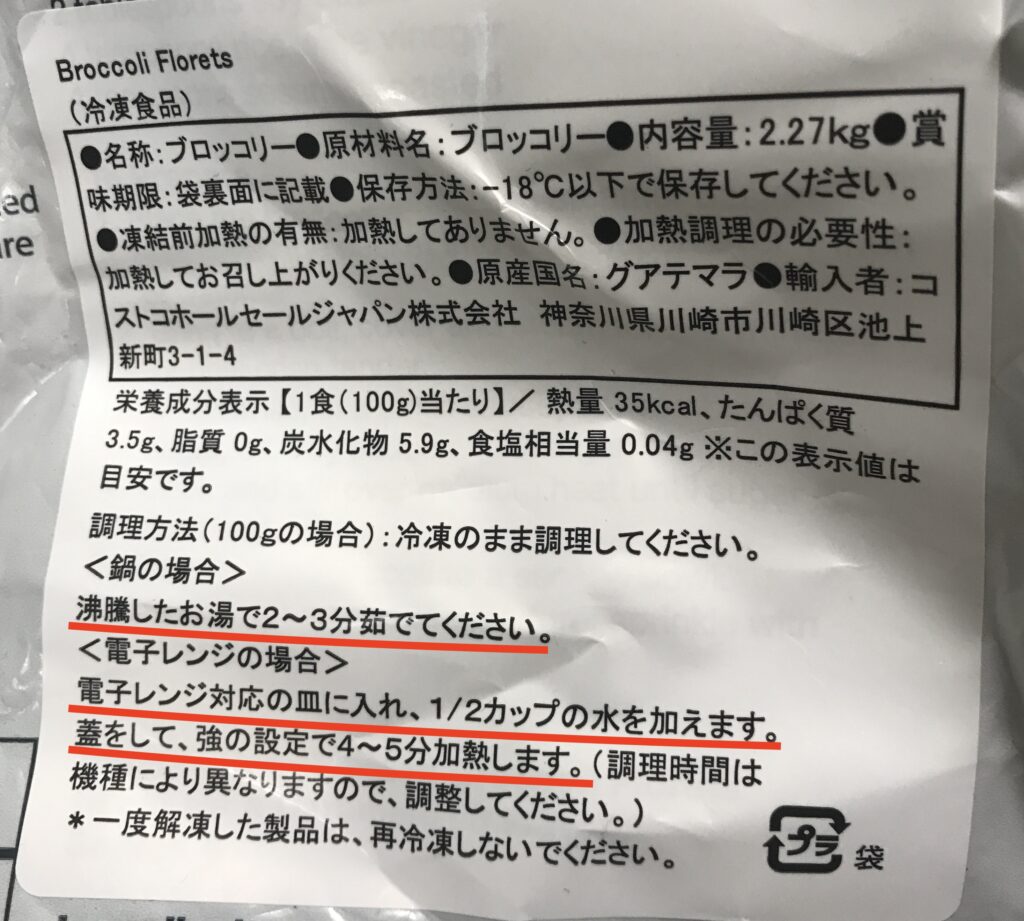 Broccoli Florets
(冷凍食品)
●名称:ブロッコリー●原材料名:ブロッコリー●内容量:2.27kg●賞
味期限:袋裏面に記載●保存方法:-18℃以下で保存してください。
●凍結前加熱の有無:加熱してありません。●加熱調理の必要性:
加熱してお召し上がりください。●原産国名:グアテマラ●輸入者:コ
ストコホールセールジャパン株式会社 神奈川県川崎市川崎区池上
新町3-1-4
栄養成分表示【1食(100g)当たり】/ 熱量 35kcal、たんぱく質
3.5g、脂質 0g、炭水化物 5.9g、食塩相当量 0.04g ※この表示値は
目安です。
調理方法(100gの場合):冷凍のまま調理してください。
<鍋の場合>
沸騰したお湯で2~3分茹でてください。
<電子レンジの場合>
電子レンジ対応の皿に入れ、1/2カップの水を加えます。
蓋をして、強の設定で4~5分加熱します。(調理時間は
機種により異なりますので、調整してください。)
*一度解凍した製品は、再冷凍しないでください。
プラ 袋